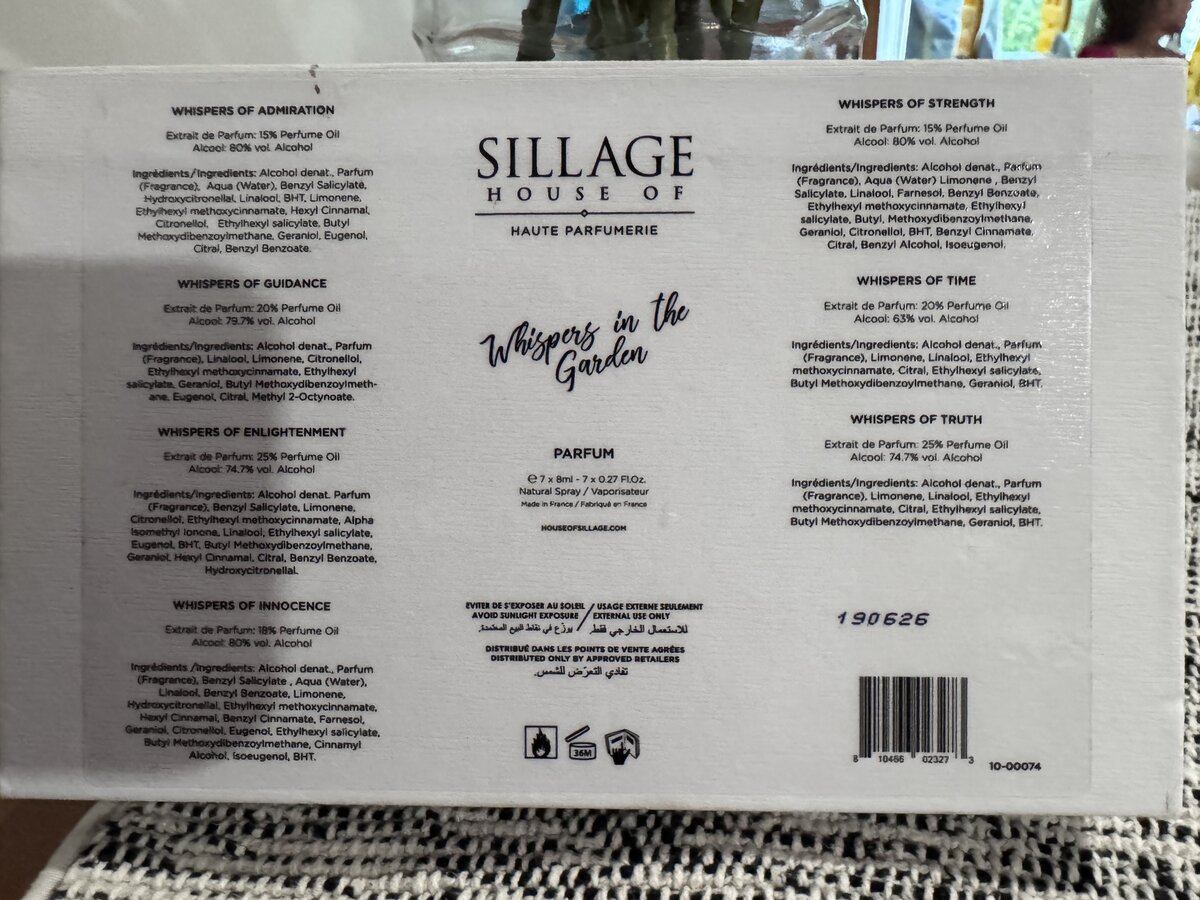 WHISPERS OF ADMIRATION
Extrait de Parfum: 15% Perfume Oil
Alcool: 80% vol. Alcohol
Ingrédients/Ingredients: Alcohol denat., Parfum
(Fragrance), Aqua (Water), Benzyl Salicylate,
Hydroxycitronellal, Linalool, BHT, Limonene,
Ethylhexyl methoxycinnamate, Hexyl Cinnamal,
Citronellol, Ethylhexyl salicylate, Butyl
Methoxydibenzoylmethane, Geraniol, Eugenol,
Citral, Benzyl Benzoate.
WHISPERS OF GUIDANCE
Extrait de Parfum: 20% Perfume Oil
Alcool: 79.7% vol. Alcohol
Ingrédients/Ingredients: Alcohol denat., Parfum
(Fragrance), Linalool, Limonene, Citronellol,
Ethylhexyl methoxycinnamate, Ethylhexyl
salicylate, Geraniol, Butyl Methoxydibenzoylmeth-
ane, Eugenol, Citral, Methyl 2-Octynoate.
WHISPERS OF ENLIGHTENMENT
Extrait de Parfum: 25% Perfume Oil
Alcool: 74.7% vol. Alcohol
Ingrédients/Ingredients: Alcohol denat. Parfum
(Fragrance), Benzyl Salicylate, Limonene,
Citronellol, Ethylhexyl methoxycinnamate, Alpha
Isomethyl Ionone, Linalool, Ethylhexyl salicylate,
Eugenol, BHT, Butyl Methoxydibenzoylmethane,
Geraniol, Hexyl Cinnamal, Citral, Benzyl Benzoate,
Hydroxycitronellal.
WHISPERS OF INNOCENCE
Extrait de Parfum: 18% Perfume Oil
Alcool: 80% vol. Alcohol
Ingrédients /Ingredients: Alcohol denat., Parfum
(Fragrance), Benzyl Salicylate , Aqua (Water),
Linalool, Benzyl Benzoate, Limonene,
Hydroxycitronellal, Ethylhexyl methoxycinnamate,
Hexyl Cinnamal, Benzyl Cinnamate, Farnesol,
Geraniol, Citronellol, Eugenol, Ethylhexyl salicylate,
Butyl Methoxydibenzoylmethane, Cinnamyl
Alcohol, Isoeugenol, BHT.
SILLAGE
HOUSE OF
HAUTE PARFUMERIE
Whispers in the
Garden
PARFUM
℮ 7 x 8ml - 7 x 0.27 Fl.Oz.
Natural Spray / Vaporisateur
Made in France / Fabriqué en France
HOUSEOFSILLAGE.COM
EVITER DE S'EXPOSER AU SOLEIL / USAGE EXTERNE SEULEMENT
AVOID SUNLIGHT EXPOSURE / EXTERNAL USE ONLY
للاستعمال الخارجي فقط / يوزّع في نقاط البيع المعتمدة.
DISTRIBUÉ DANS LES POINTS DE VENTE AGRÉES
DISTRIBUTED ONLY BY APPROVED RETAILERS
تفادي التعرّض للشمس.
36M
WHISPERS OF STRENGTH
Extrait de Parfum: 15% Perfume Oil
Alcool: 80% vol. Alcohol
Ingrédients/Ingredients: Alcohol denat., Parfum
(Fragrance), Aqua (Water) Limonene , Benzyl
Salicylate, Linalool, Farnesol, Benzyl Benzoate,
Ethylhexyl methoxycinnamate, Ethylhexyl
salicylate, Butyl, Methoxydibenzoylmethane,
Geraniol, Citronellol, BHT, Benzyl Cinnamate,
Citral, Benzyl Alcohol, Isoeugenol.
WHISPERS OF TIME
Extrait de Parfum: 20% Perfume Oil
Alcool: 63% vol. Alcohol
Ingrédients/Ingredients: Alcohol denat., Parfum
(Fragrance), Limonene, Linalool, Ethylhexyl
methoxycinnamate, Citral, Ethylhexyl salicylate,
Butyl Methoxydibenzoylmethane, Geraniol, BHT.
WHISPERS OF TRUTH
Extrait de Parfum: 25% Perfume Oil
Alcool: 74.7% vol. Alcohol
Ingrédients/Ingredients: Alcohol denat., Parfum
(Fragrance), Limonene, Linalool, Ethylhexyl
methoxycinnamate, Citral, Ethylhexyl salicylate,
Butyl Methoxydibenzoylmethane, Geraniol, BHT.
190626
8 10466 02327 3
10-00074